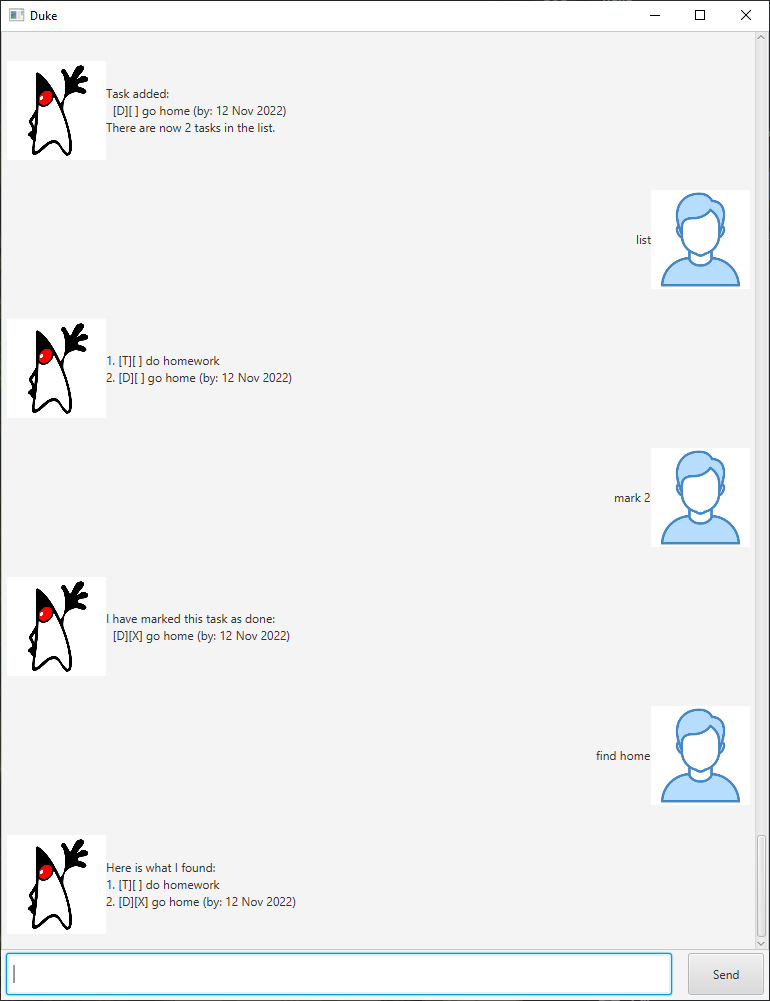 Duke
Task added:
[D][ ] go home (by: 12 Nov 2022)
There are now 2 tasks in the list.
list
1. [T][ ] do homework
2. [D][ ] go home (by: 12 Nov 2022)
mark 2
I have marked this task as done:
[D][X] go home (by: 12 Nov 2022)
find home
Here is what I found:
1. [T][ ] do homework
2. [D][X] go home (by: 12 Nov 2022)
Send